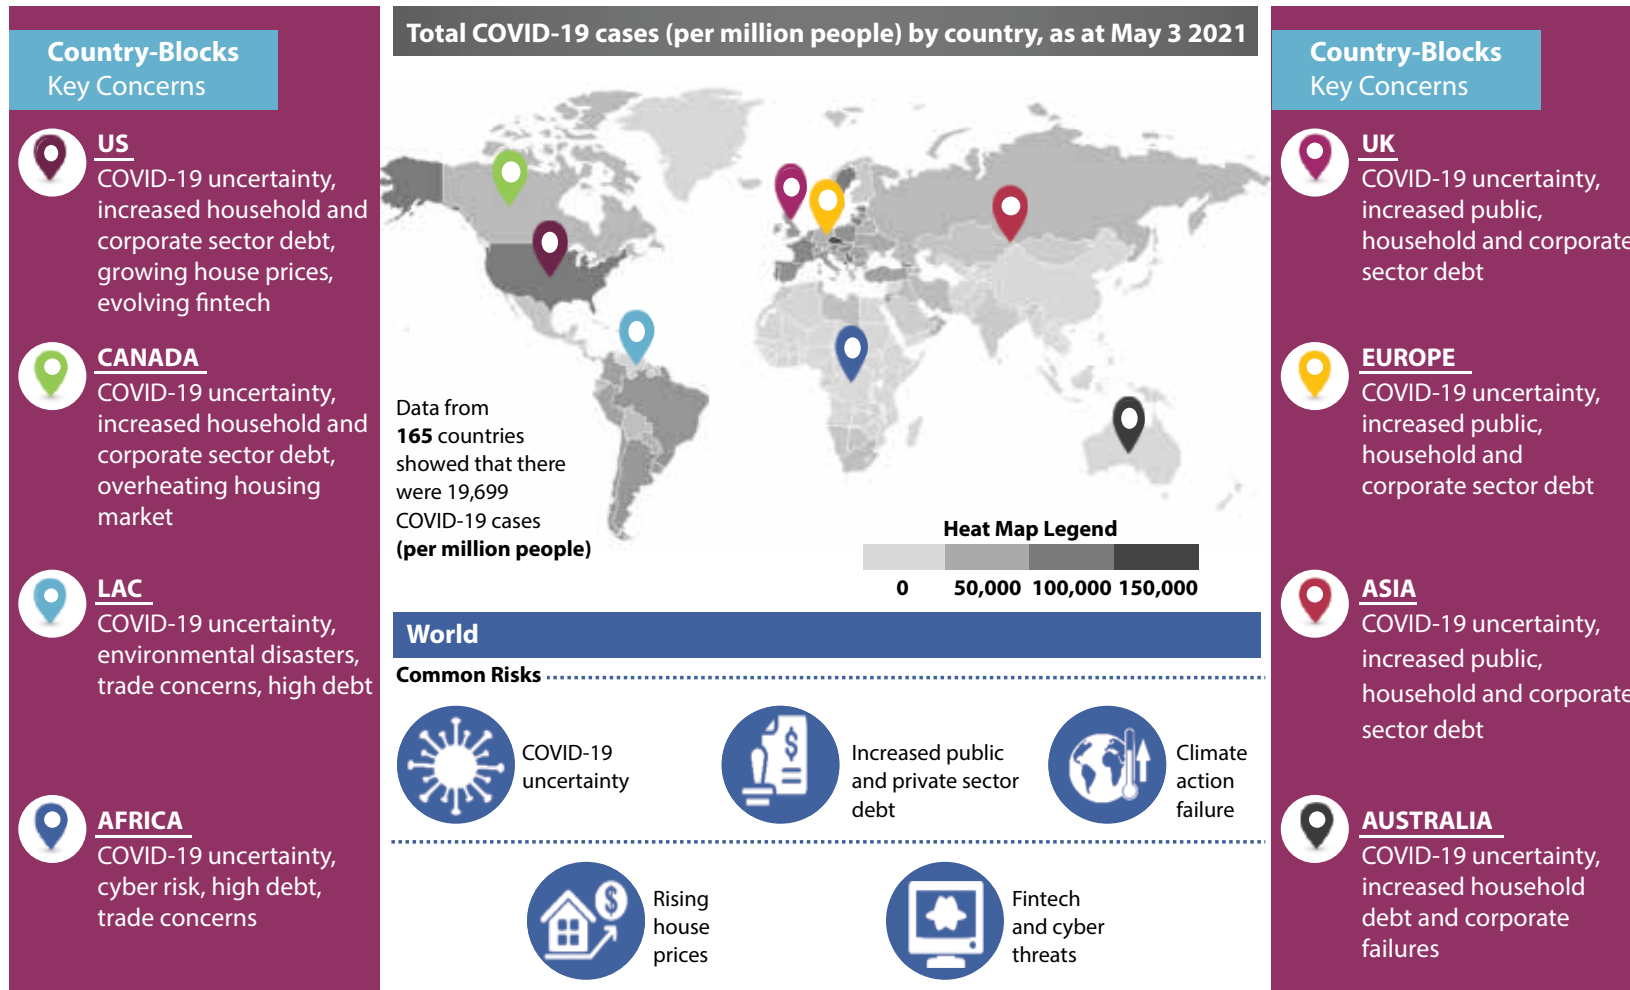 Country-Blocks
Key Concerns
US
COVID-19 uncertainty,
increased household and
corporate sector debt,
growing house prices,
evolving fintech
CANADA
COVID-19 uncertainty,
increased household and
corporate sector debt,
overheating housing
market
LAC
COVID-19 uncertainty,
environmental disasters,
trade concerns, high debt
AFRICA
COVID-19 uncertainty,
cyber risk, high debt,
trade concerns
Total COVID-19 cases (per million people) by country, as at May 3 2021
Data from
165 countries
showed that there
were 19,699
COVID-19 cases
(per million people)
Heat Map Legend
0 50,000 100,000 150,000
World
Common Risks
COVID-19
uncertainty
$
Increased public
and private sector
debt
Climate
action
failure
$
Rising
house
prices
Fintech
and cyber
threats
Country-Blocks
Key Concerns
UK
COVID-19 uncertainty,
increased public,
household and corporate
sector debt
EUROPE
COVID-19 uncertainty,
increased public,
household and
corporate sector debt
ASIA
COVID-19 uncertainty,
increased public,
household and corporate
sector debt
AUSTRALIA
COVID-19 uncertainty,
increased household
debt and corporate
failures